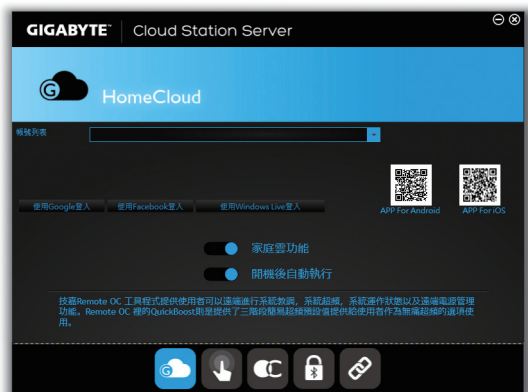 GIGABYTE™ Cloud Station Server
G HomeCloud
帳號列表
使用Google登入 使用Facebook登入 使用Windows Live登入
APP For Android APP For iOS
家庭雲功能
開機後自動執行
技嘉Remote OC 工具程式提供使用者可以遠端進行系統教調，系統超頻，系統運作狀態以及遠端電源管理
功能。Remote OC 裡的QuickBoost則是提供了三階段簡易超頻預設值提供給使用者作為無痛超頻的選項使
用。
G